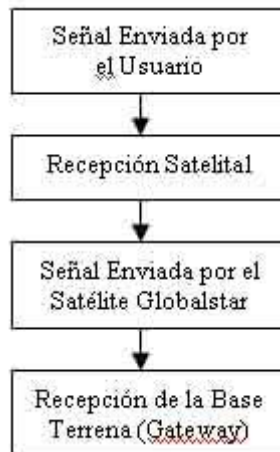 Señal Enviada por
el Usuario
Recepción Satelital
Señal Enviada por el
Satélite Globalstar
Recepción de la Base
Terrena (Gateway)